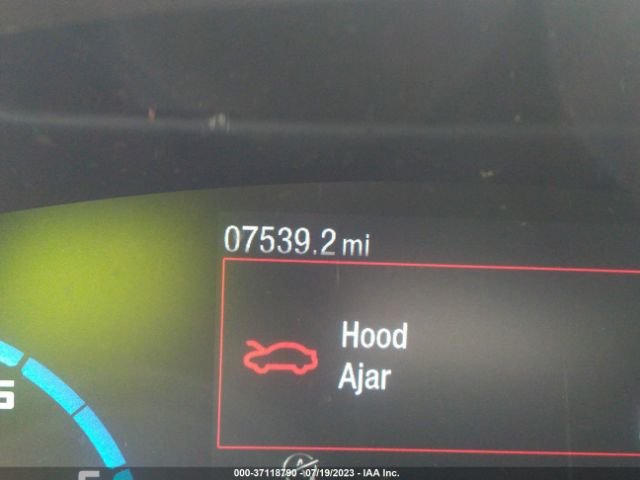 07539.2 mi
Hood
Ajar
000-37118790 - 07/19/2023 - IAA Inc.